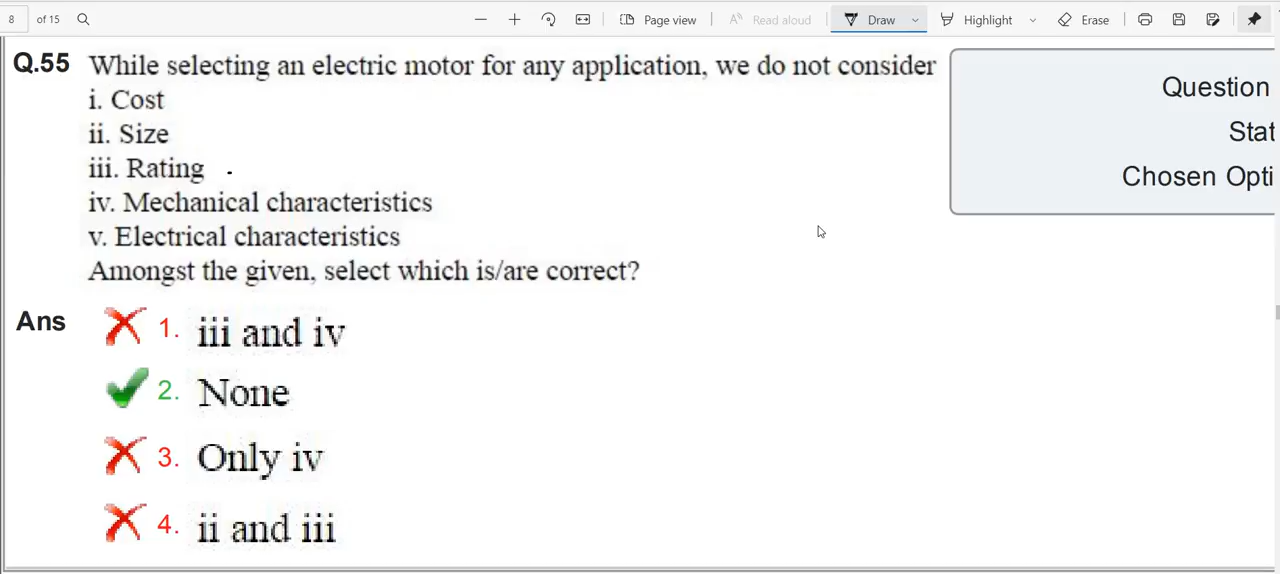 8 of 15 Page view Read aloud Draw Highlight Erase
Q.55 While selecting an electric motor for any application, we do not consider
i. Cost
ii. Size
iii. Rating
iv. Mechanical characteristics
v. Electrical characteristics
Amongst the given, select which is/are correct?
Question
Stat
Chosen Opti
Ans 1. iii and iv
2. None
3. Only iv
4. ii and iii